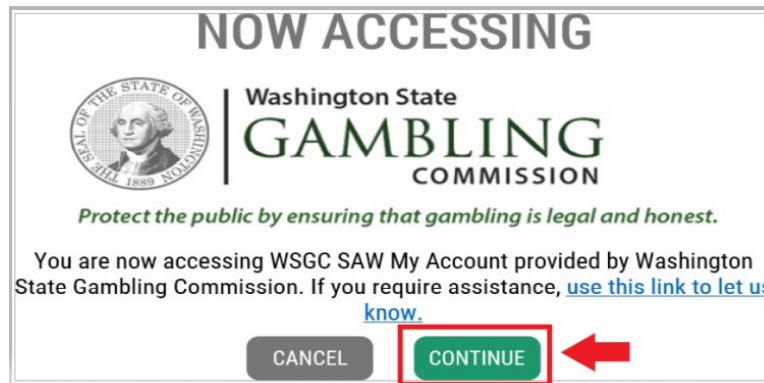 NOW ACCESSING
THE SEAL OF THE STATE OF WASHINGTON
1889
Washington State
GAMBLING
COMMISSION
Protect the public by ensuring that gambling is legal and honest.
You are now accessing WSGC SAW My Account provided by Washington
State Gambling Commission. If you require assistance, use this link to let us
know.
CANCEL
CONTINUE